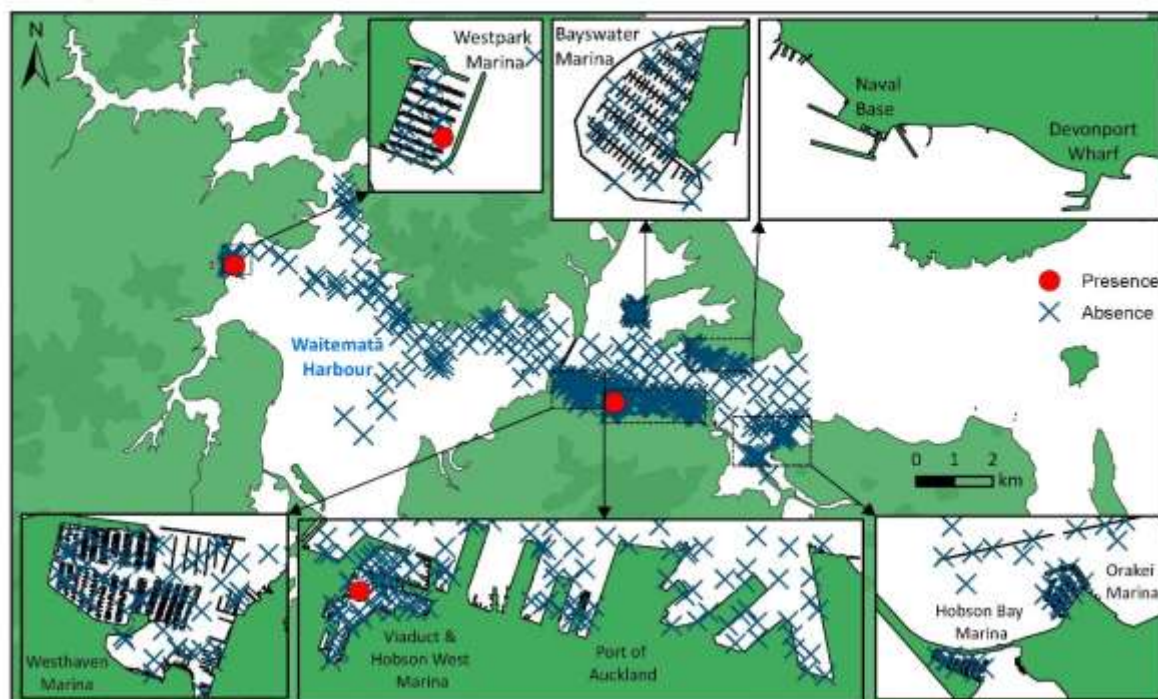 N
Westpark
Marina
Bayswater
Marina
Naval
Base
Devonport
Wharf
Presence
Absence
Waitematā
Harbour
0 1 2
km
Westhaven
Marina
Viaduct &
Hobson West
Marina
Port of
Auckland
Hobson Bay
Marina
Orakei
Marina